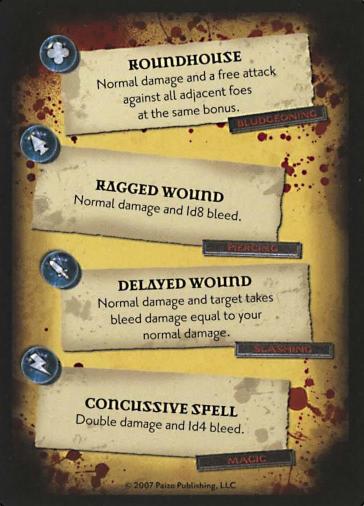 ROUNDHOUSE
Normal damage and a free attack
against all adjacent foes
at the same bonus.
BLUDGEONING
RAGGED WOUND
Normal damage and 1d8 bleed.
PIERCING
DELAYED WOUND
Normal damage and target takes
bleed damage equal to your
normal damage.
SLASHING
CONCUSSIVE SPELL
Double damage and 1d4 bleed.
MAGIC
© 2007 Paizo Publishing, LLC